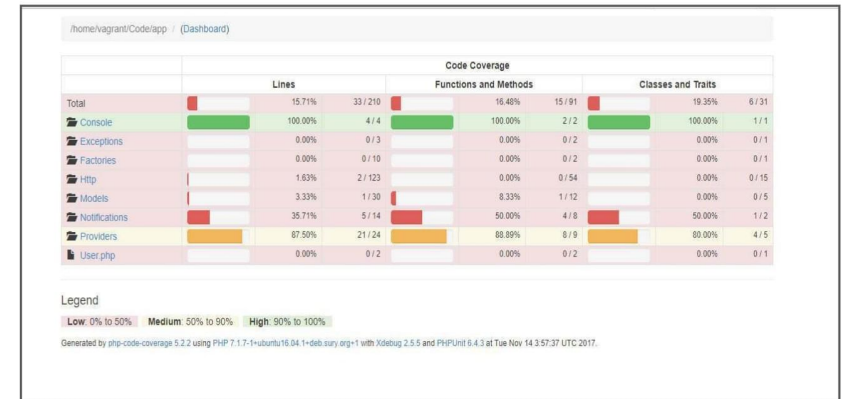 /home/vagrant/Code/app / (Dashboard)
Code Coverage
Lines Functions and Methods Classes and Traits
Total 15.71% 33 / 210 16.48% 15 / 91 19.35% 6 / 31
Console 100.00% 4 / 4 100.00% 2 / 2 100.00% 1 / 1
Exceptions 0.00% 0 / 3 0.00% 0 / 2 0.00% 0 / 1
Factories 0.00% 0 / 10 0.00% 0 / 2 0.00% 0 / 1
Http 1.63% 2 / 123 0.00% 0 / 54 0.00% 0 / 15
Models 3.33% 1 / 30 8.33% 1 / 12 0.00% 0 / 5
Notifications 35.71% 5 / 14 50.00% 4 / 8 50.00% 1 / 2
Providers 87.50% 21 / 24 88.89% 8 / 9 80.00% 4 / 5
User.php 0.00% 0 / 2 0.00% 0 / 2 0.00% 0 / 1
Legend
Low: 0% to 50% Medium: 50% to 90% High: 90% to 100%
Generated by php-code-coverage 5.2.2 using PHP 7.1.7-1+ubuntu16.04.1+deb.sury.org+1 with Xdebug 2.5.5 and PHPUnit 6.4.3 at Tue Nov 14 3:57:37 UTC 2017.